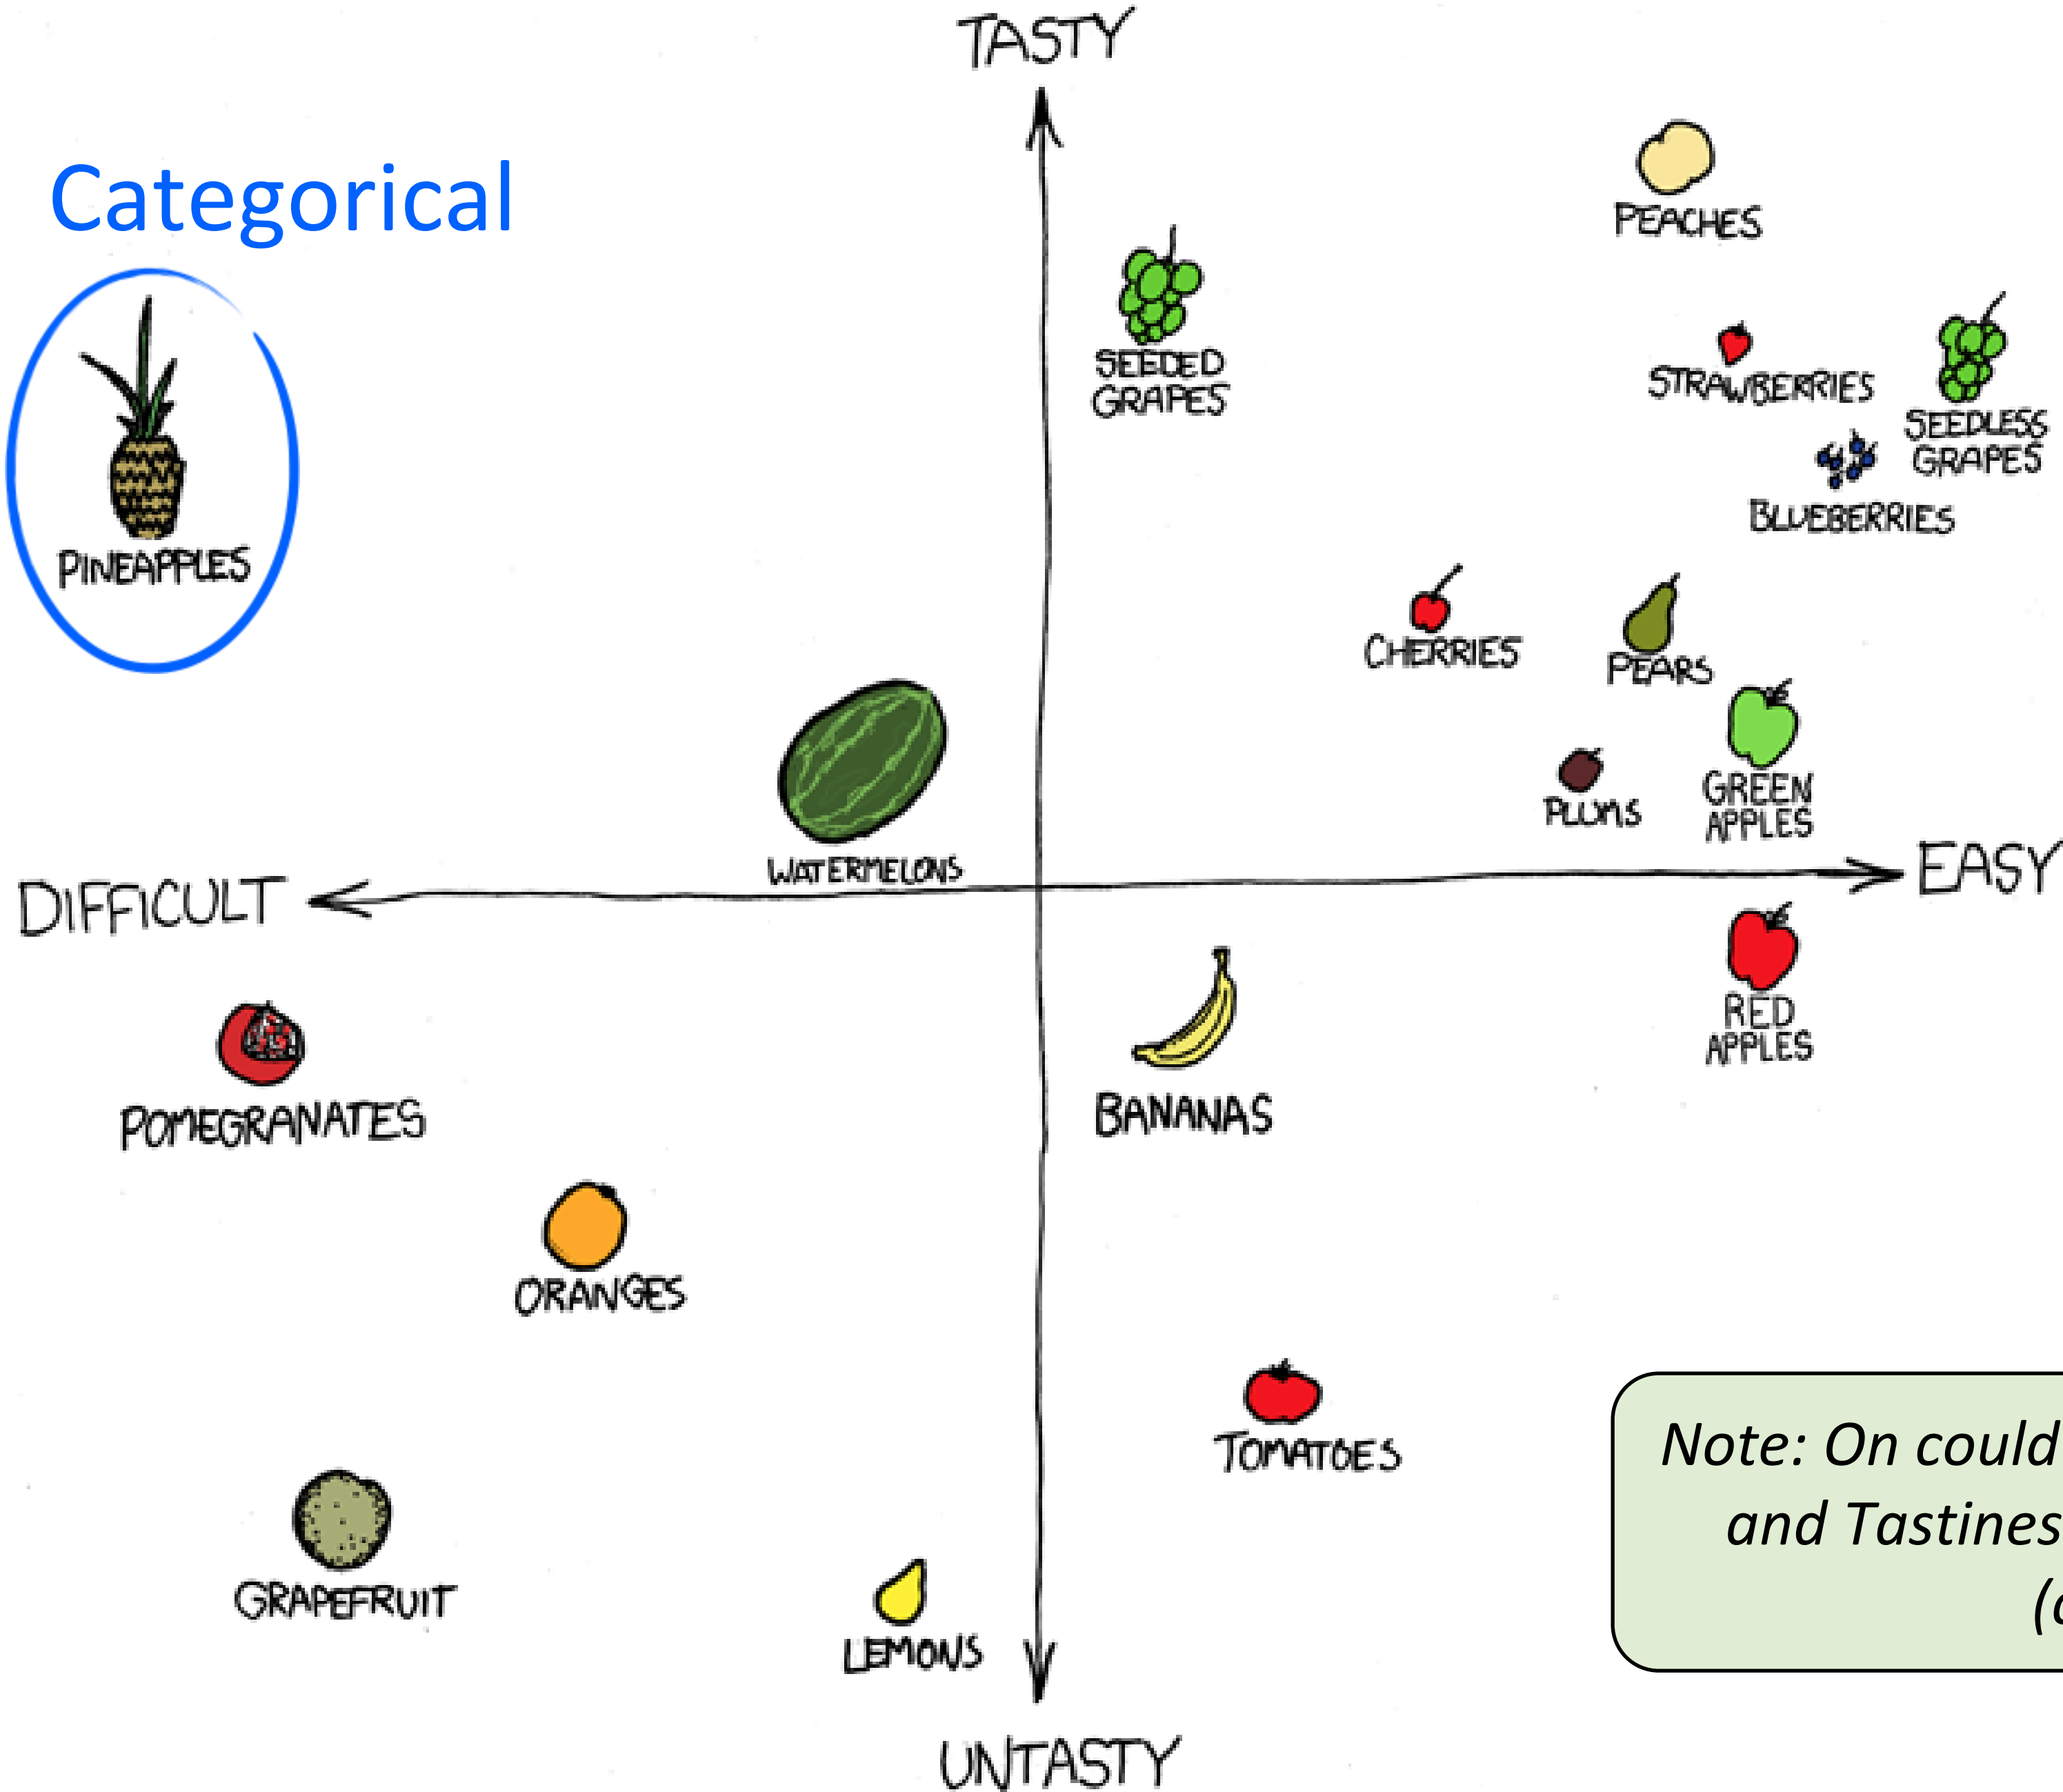 TASTY
Categorical
PEACHES
SEEDED
GRAPES
STRAWBERRIES
SEEDLESS
GRAPES
BLUEBERRIES
PINEAPPLES
CHERRIES
PEARS
GREEN
APPLES
PLUMS
WATERMELONS
DIFFICULT
EASY
RED
APPLES
POMEGRANATES
BANANAS
ORANGES
TOMATOES
Note: On could
and Tastines
GRAPEFRUIT
LEMONS
UNTASTY